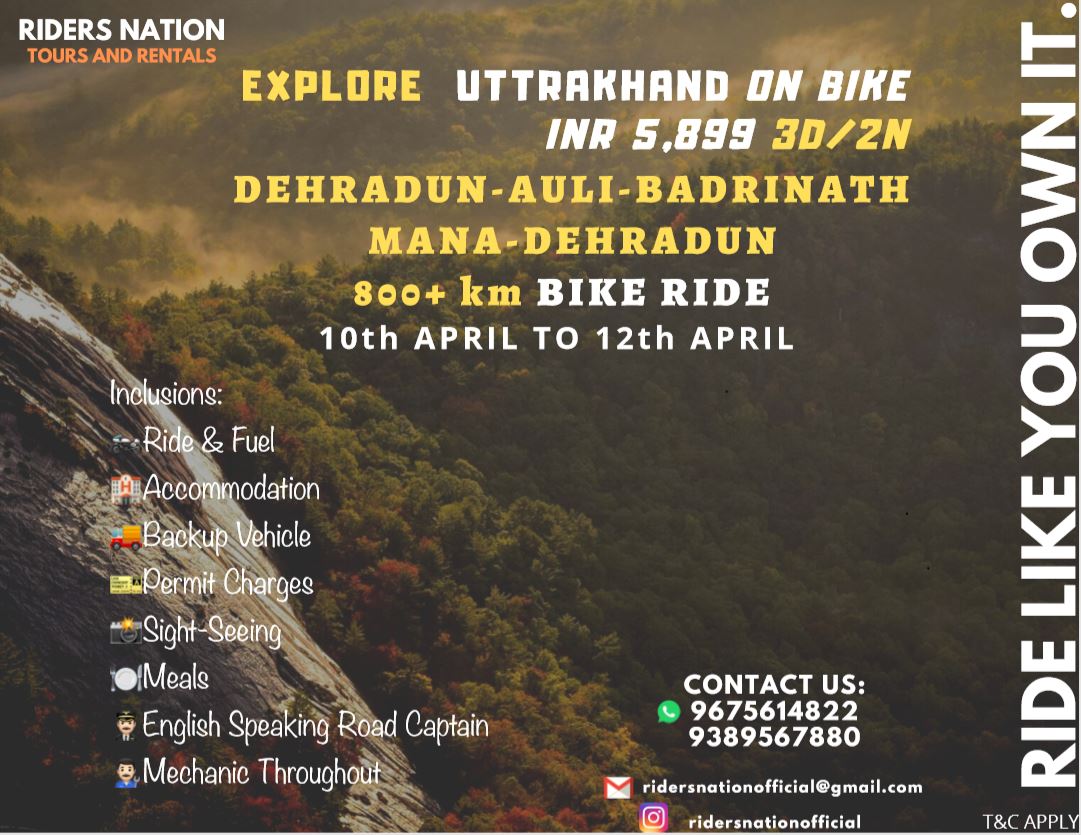 RIDERS NATION
TOURS AND RENTALS
EXPLORE UTTRAKHAND ON BIKE
INR 5,899 3D/2N
DEHRADUN-AULI-BADRINATH
MANA-DEHRADUN
800+ km BIKE RIDE
10th APRIL TO 12th APRIL
Inclusions:
Ride & Fuel
Accommodation
Backup Vehicle
Permit Charges
Sight-Seeing
Meals
English Speaking Road Captain
Mechanic Throughout
CONTACT US:
9675614822
9389567880
ridersnationofficial@gmail.com
ridersnationofficial
RIDE LIKE YOU OWN IT.
T&C APPLY